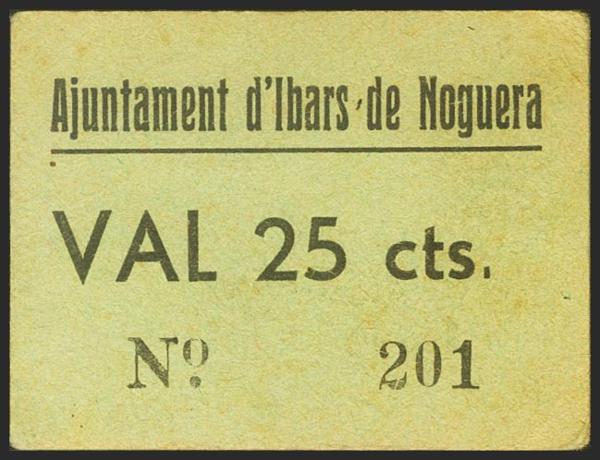 Ajuntament d'Ibars de Noguera
VAL 25 cts.
Nº 201